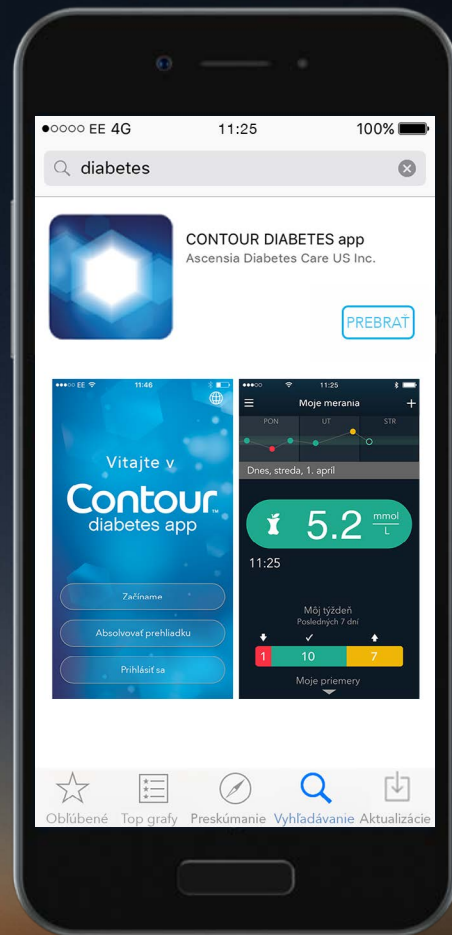 EE 4G 11:25 100%
diabetes
CONTOUR DIABETES app
Ascensia Diabetes Care US Inc.
PREBRAŤ
EE 11:46
Vitajte v
Contour™
diabetes app
Začíname
Absolvovať prehliadku
Prihlásiť sa
11:25
Moje merania +
PON UT STR
Dnes, streda, 1. apríl
5.2 mmol
L
11:25
Môj týždeň
Posledných 7 dní
1 10 7
Moje priemery
Obľúbené Top grafy Preskúmanie Vyhľadávanie Aktualizácie